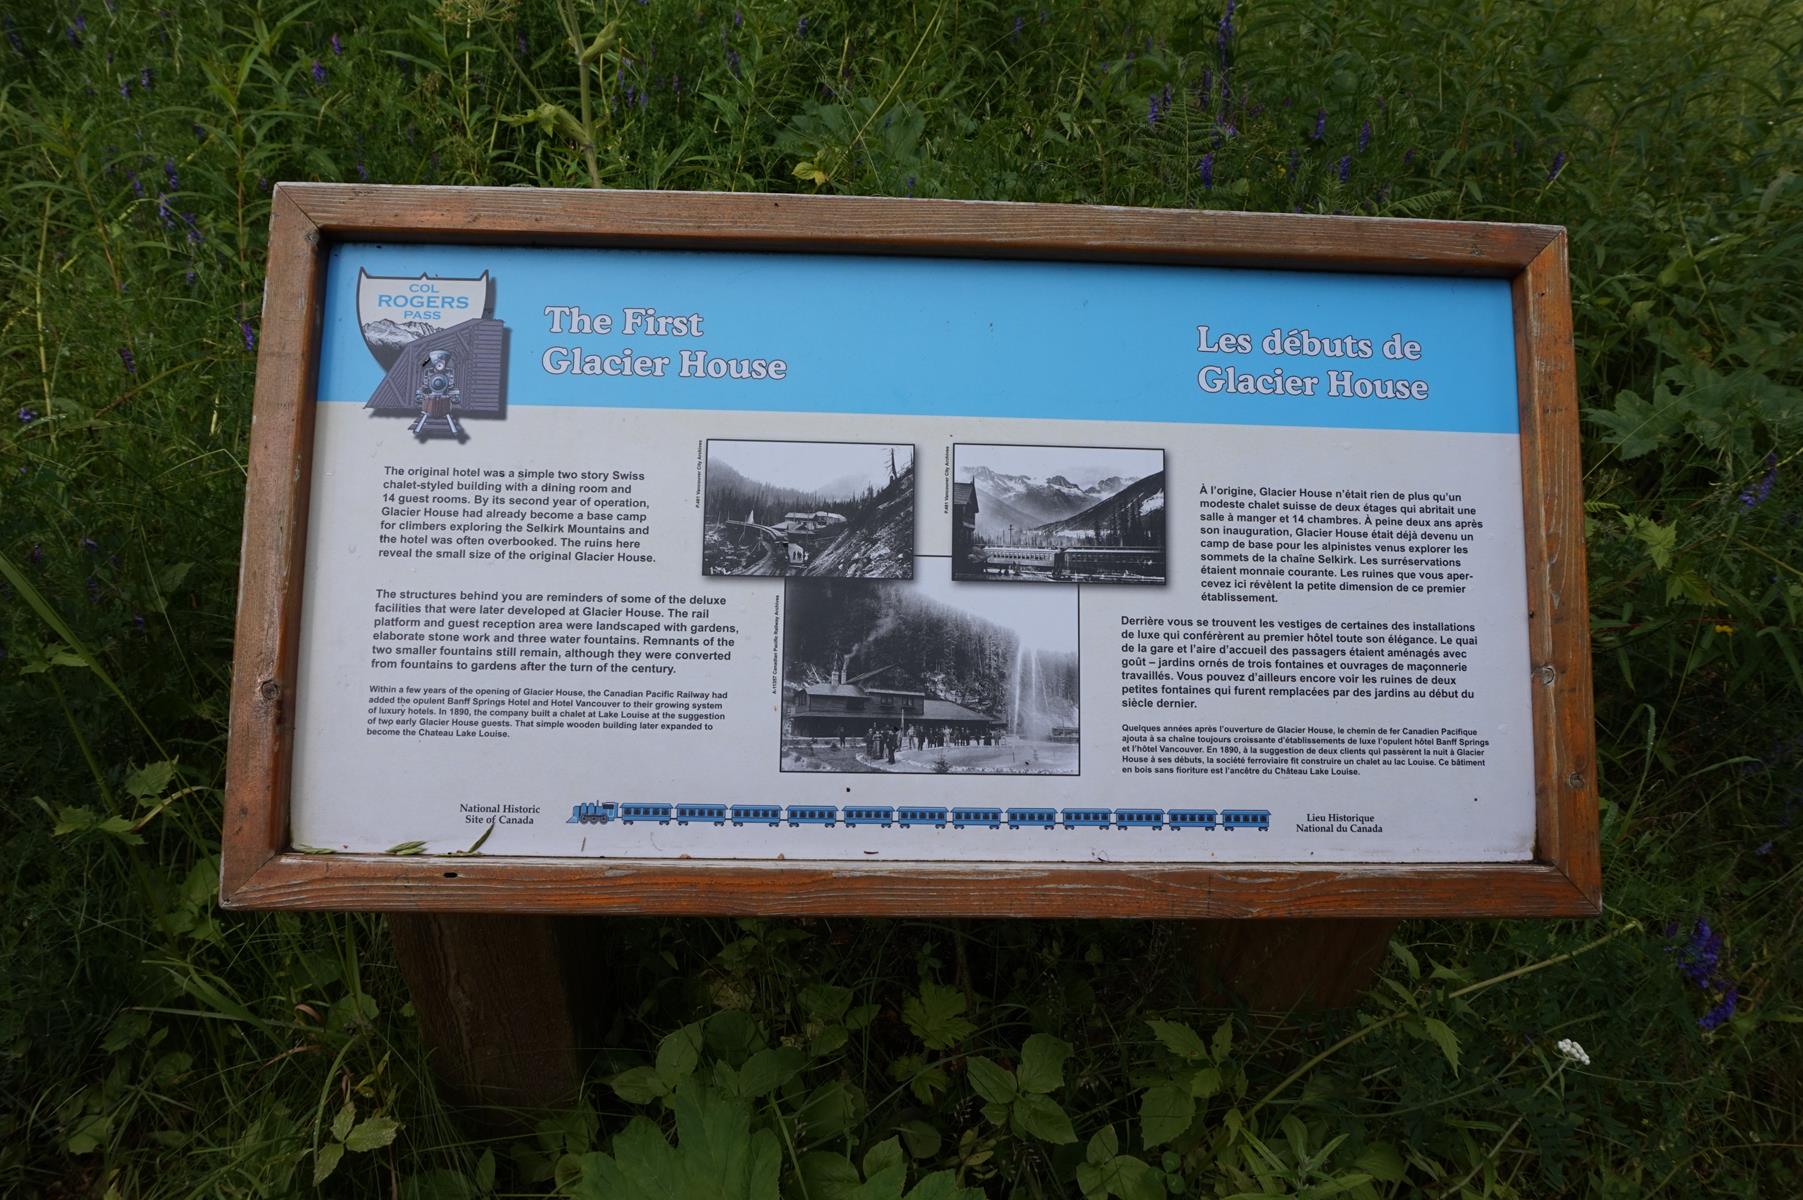 COL
ROGERS
PASS
The First
Glacier House
Les débuts de
Glacier House
The original hotel was a simple two story Swiss
chalet-styled building with a dining room and
14 guest rooms. By its second year of operation,
Glacier House had already become a base camp
for climbers exploring the Selkirk Mountains and
the hotel was often overbooked. The ruins here
reveal the small size of the original Glacier House.
The structures behind you are reminders of some of the deluxe
facilities that were later developed at Glacier House. The rail
platform and guest reception area were landscaped with gardens,
elaborate stone work and three water fountains. Remnants of the
two smaller fountains still remain, although they were converted
from fountains to gardens after the turn of the century.
Within a few years of the opening of Glacier House, the Canadian Pacific Railway had
added the opulent Banff Springs Hotel and Hotel Vancouver to their growing system
of luxury hotels. In 1890, the company built a chalet at Lake Louise at the suggestion
of two early Glacier House guests. That simple wooden building later expanded to
become the Chateau Lake Louise.
Vancouver City Archives
Vancouver City Archives
Canadian Pacific Railway Archives
À l'origine, Glacier House n'était rien de plus qu'un
modeste chalet suisse de deux étages qui abritait une
salle à manger et 14 chambres. À peine deux ans après
son inauguration, Glacier House était déjà devenu un
camp de base pour les alpinistes venus explorer les
sommets de la chaîne Selkirk. Les surréservations
étaient monnaie courante. Les ruines que vous aper-
cevez ici révèlent la petite dimension de ce premier
établissement.
Derrière vous se trouvent les vestiges de certaines des installations
de luxe qui conférèrent au premier hôtel toute son élégance. Le quai
de la gare et l'aire d'accueil des passagers étaient aménagés avec
goût – jardins ornés de trois fontaines et ouvrages de maçonnerie
travaillés. Vous pouvez d'ailleurs encore voir les ruines de deux
petites fontaines qui furent remplacées par des jardins au début du
siècle dernier.
Quelques années après l'ouverture de Glacier House, le chemin de fer Canadien Pacifique
ajouta à sa chaîne toujours croissante d'établissements de luxe l'opulent hôtel Banff Springs
et l'hôtel Vancouver. En 1890, à la suggestion de deux clients qui passèrent la nuit à Glacier
House à ses débuts, la société ferroviaire fit construire un chalet au lac Louise. Ce bâtiment
en bois sans fioriture est l'ancêtre du Château Lake Louise.
National Historic
Site of Canada
Lieu Historique
National du Canada